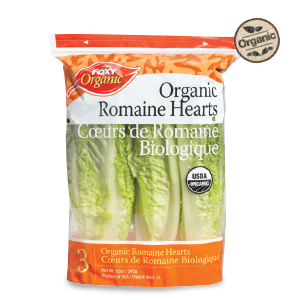 Organic
FOXY
Organic
Organic
Romaine Hearts
Cœurs de Romaine
Biologique
USDA
ORGANIC
3
Organic Romaine Hearts
Cœurs de Romaine Biologique